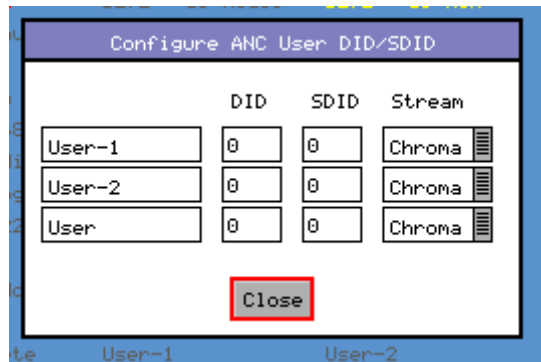 Configure ANC User DID/SDID
DID SDID Stream
User-1 0 0 Chroma
User-2 0 0 Chroma
User 0 0 Chroma
Close
User-1 User-2